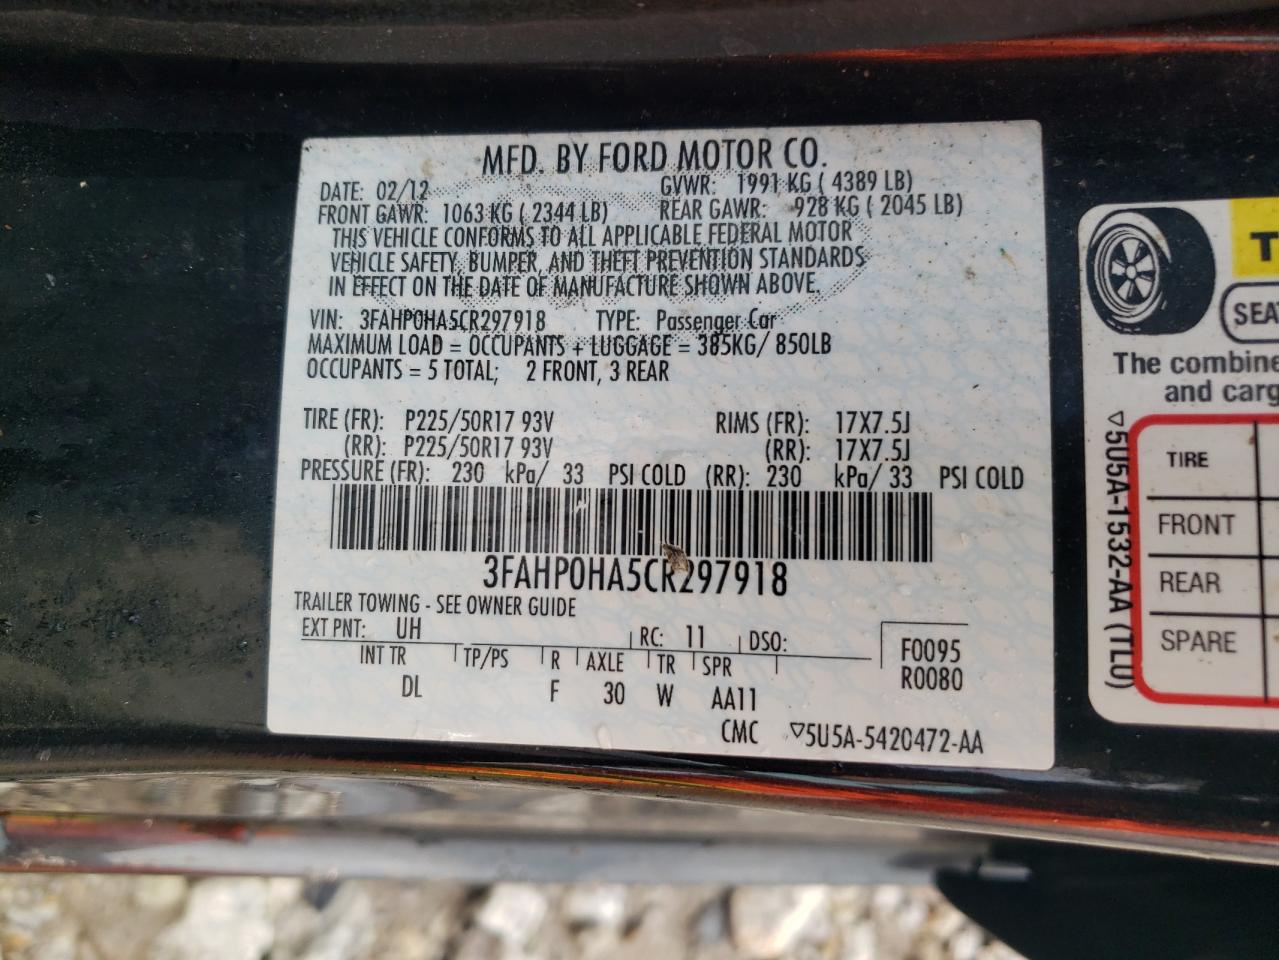 MFD. BY FORD MOTOR CO.
DATE: 02/12 GVWR: 1991 KG ( 4389 LB)
FRONT GAWR: 1063 KG ( 2344 LB) REAR GAWR: 928 KG ( 2045 LB)
THIS VEHICLE CONFORMS TO ALL APPLICABLE FEDERAL MOTOR
VEHICLE SAFETY, BUMPER, AND THEFT PREVENTION STANDARDS
IN EFFECT ON THE DATE OF MANUFACTURE SHOWN ABOVE.
VIN: 3FAHP0HA5CR297918 TYPE: Passenger Car
MAXIMUM LOAD = OCCUPANTS + LUGGAGE = 385KG/ 850LB
OCCUPANTS = 5 TOTAL; 2 FRONT, 3 REAR
TIRE (FR): P225/50R17 93V RIMS (FR): 17X7.5J
(RR): P225/50R17 93V (RR): 17X7.5J
PRESSURE (FR): 230 kPa/ 33 PSI COLD (RR): 230 kPa/ 33 PSI COLD
3FAHP0HA5CR297918
TRAILER TOWING - SEE OWNER GUIDE
EXT PNT: UH RC: 11 DSO:
INT TR TP/PS R AXLE TR SPR F0095
DL F 30 W AA11 R0080
CMC ▽5U5A-5420472-AA
T
SEA
The combine
and carg
TIRE
FRONT
REAR
SPARE
▽5U5A-1532-AA (TLU)